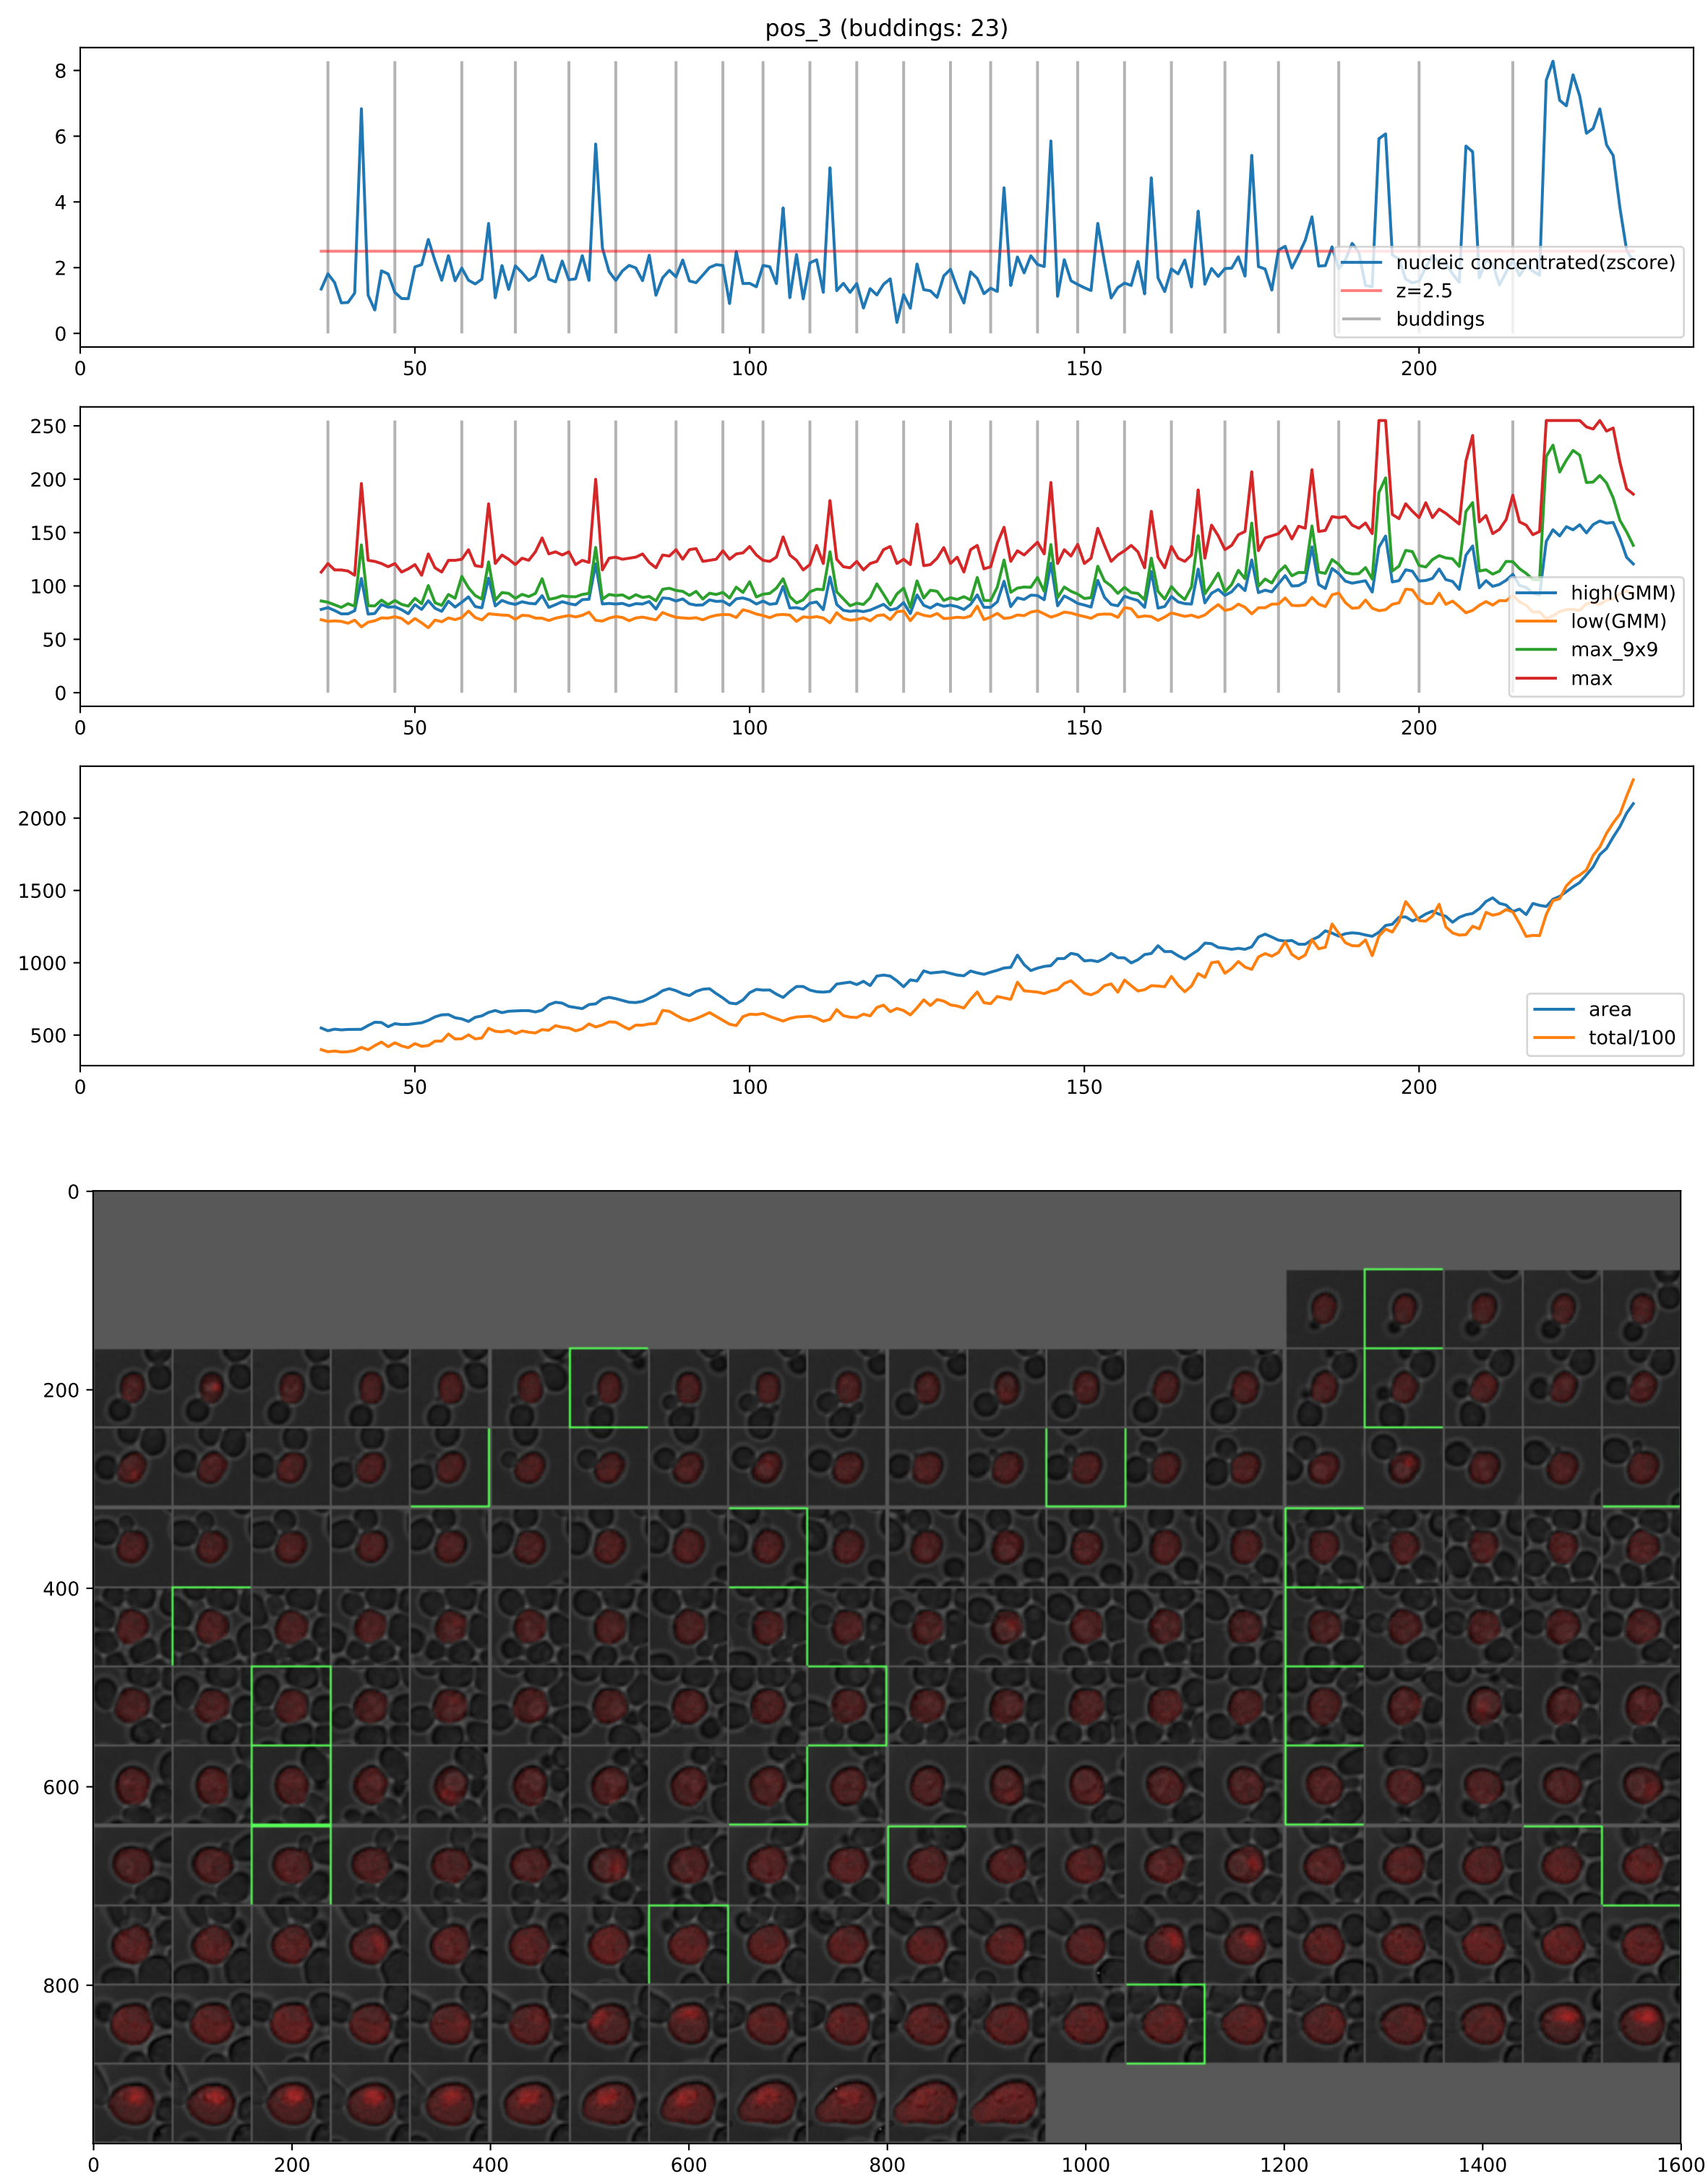 pos_3 (buddings: 23)
8
6
4
2
0
nucleic concentrated(zscore)
z=2.5
buddings
0 50 100 150 200
250
200
150
100
50
0
high(GMM)
low(GMM)
max_9x9
max
0 50 100 150 200
2000
1500
1000
500
area
total/100
0 50 100 150 200
0
200
400
600
800
0 200 400 600 800 1000 1200 1400 1600